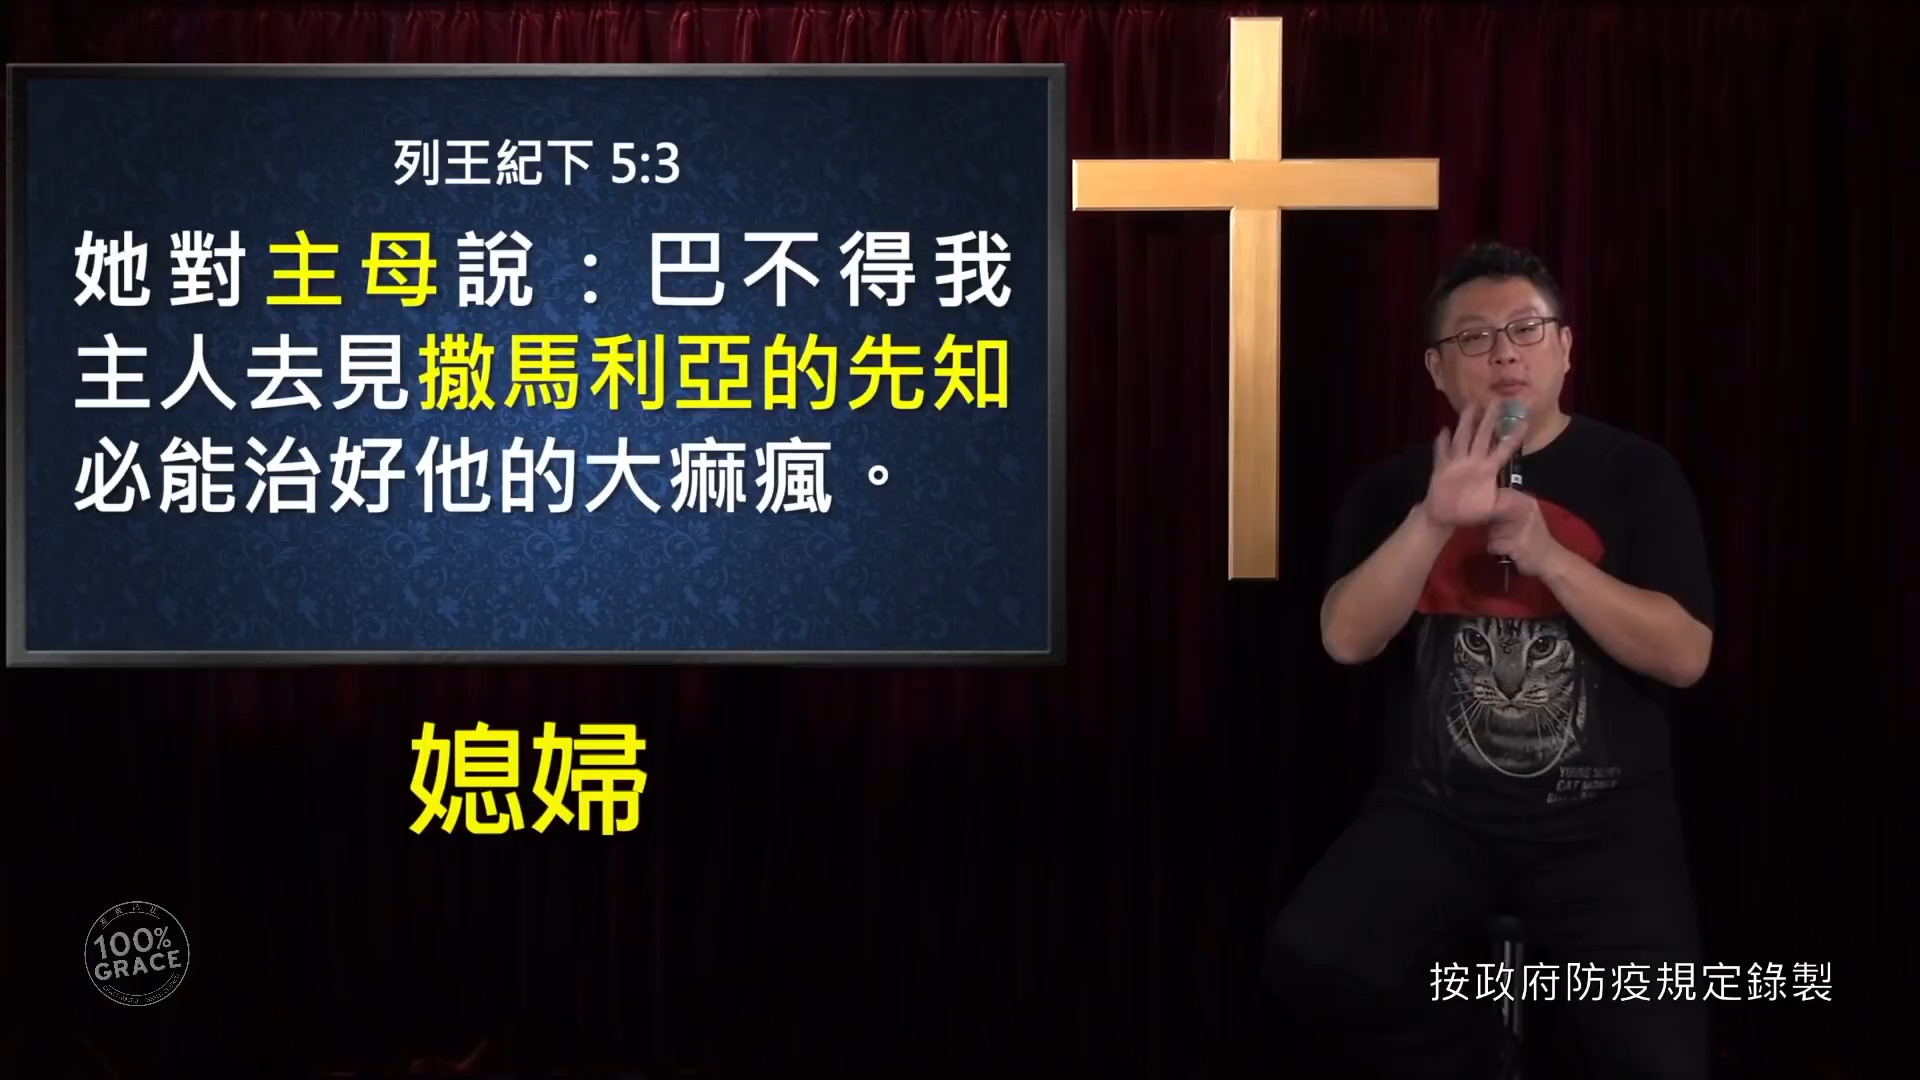 列王紀下 5:3
她對主母說：巴不得我
主人去見撒馬利亞的先知
必能治好他的大痲瘋。
媳婦
100%
GRACE
CAT
按政府防疫規定錄製